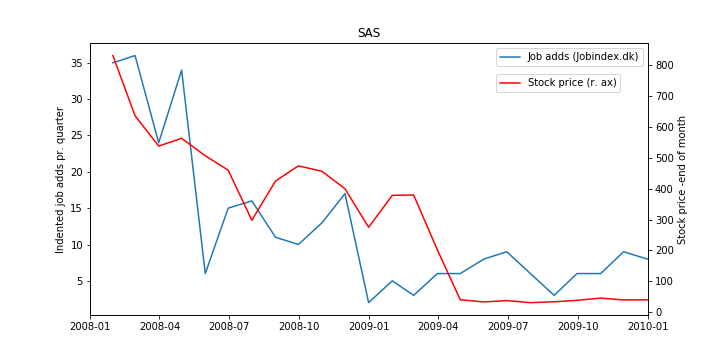 SAS
Job adds (Jobindex.dk)
Stock price (r. ax)
Indented job adds pr. quarter
35
30
25
20
15
10
5
Stock price -end of month
800
700
600
500
400
300
200
100
0
2008-01 2008-04 2008-07 2008-10 2009-01 2009-04 2009-07 2009-10 2010-01